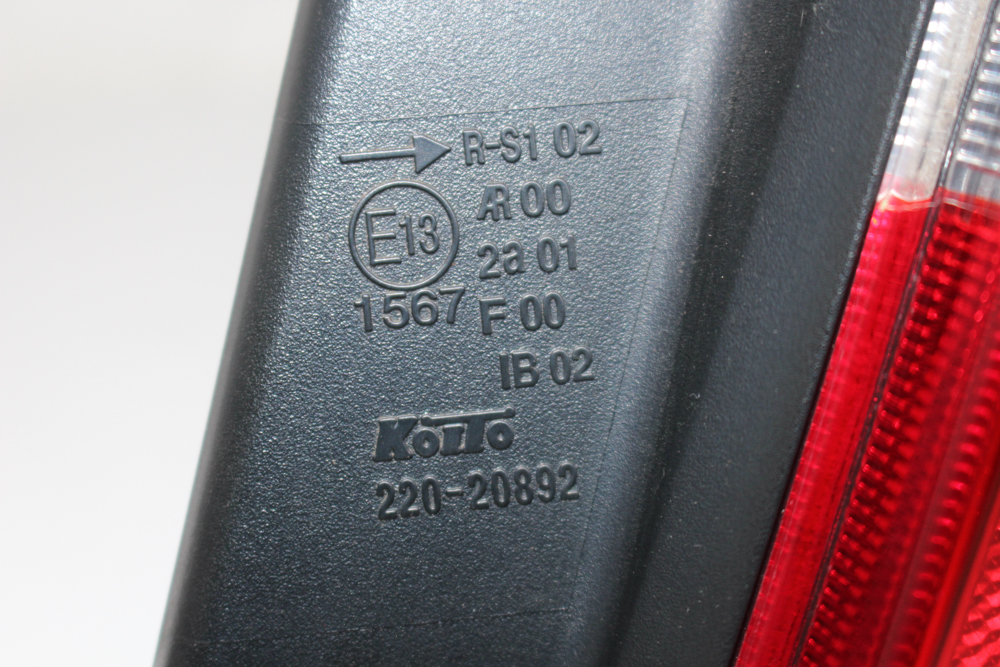 R-S1 02
AR 00
E13
2a 01
1567 F 00
IB 02
KOITO
220-20892